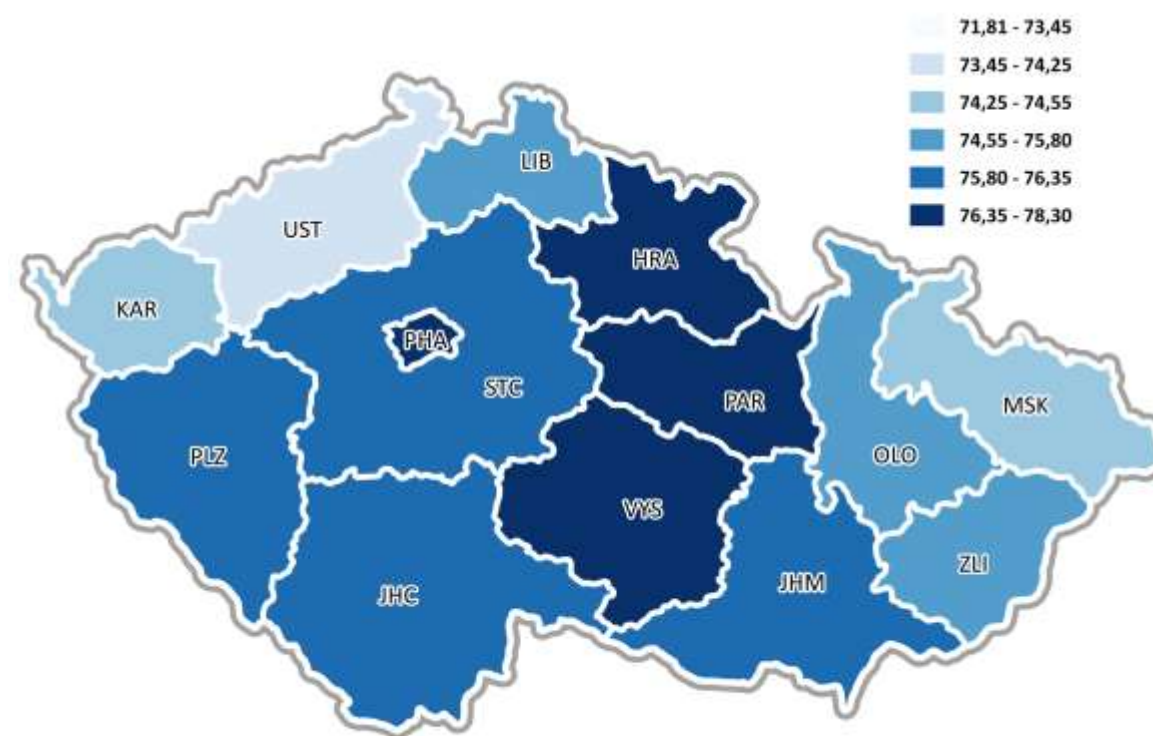 71,81 - 73,45
73,45 - 74,25
74,25 - 74,55
74,55 - 75,80
75,80 - 76,35
76,35 - 78,30
LIB
UST
HRA
KAR
PHA
STC
PAR
MSK
PLZ
OLO
VYS
ZLI
JHM
JHC